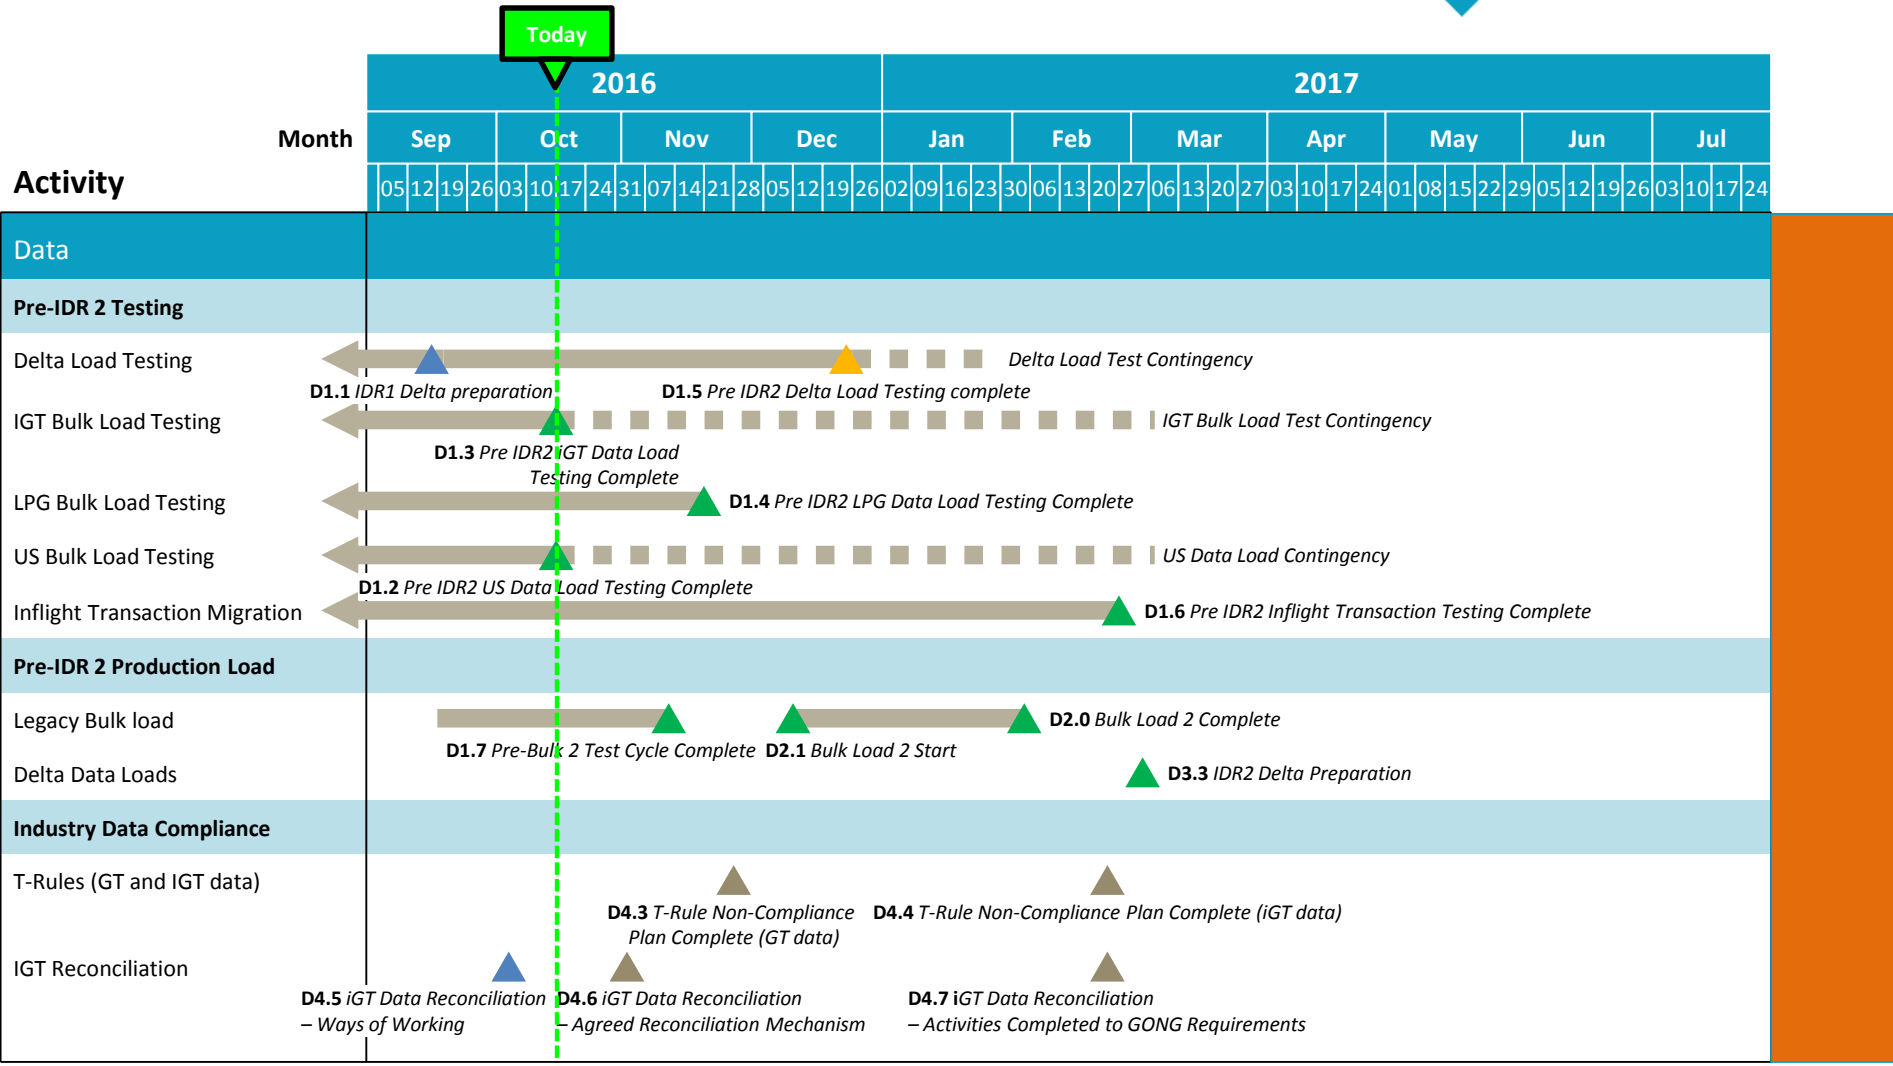 Today
2016 2017
Month Sep Oct Nov Dec Jan Feb Mar Apr May Jun Jul
Activity 05 12 19 26 03 10 17 24 31 07 14 21 28 05 12 19 26 02 09 16 23 30 06 13 20 27 06 13 20 27 03 10 17 24 01 08 15 22 29 05 12 19 26 03 10 17 24
Data
Pre-IDR 2 Testing
Delta Load Testing Delta Load Test Contingency
D1.1 IDR1 Delta preparation D1.5 Pre IDR2 Delta Load Testing complete
IGT Bulk Load Testing IGT Bulk Load Test Contingency
D1.3 Pre IDR2 iGT Data Load
Testing Complete
LPG Bulk Load Testing D1.4 Pre IDR2 LPG Data Load Testing Complete
US Bulk Load Testing US Data Load Contingency
D1.2 Pre IDR2 US Data Load Testing Complete
Inflight Transaction Migration D1.6 Pre IDR2 Inflight Transaction Testing Complete
Pre-IDR 2 Production Load
Legacy Bulk load D2.0 Bulk Load 2 Complete
D1.7 Pre-Bulk 2 Test Cycle Complete D2.1 Bulk Load 2 Start
Delta Data Loads D3.3 IDR2 Delta Preparation
Industry Data Compliance
T-Rules (GT and IGT data)
D4.3 T-Rule Non-Compliance D4.4 T-Rule Non-Compliance Plan Complete (iGT data)
Plan Complete (GT data)
IGT Reconciliation
D4.5 iGT Data Reconciliation D4.6 iGT Data Reconciliation D4.7 iGT Data Reconciliation
– Ways of Working – Agreed Reconciliation Mechanism – Activities Completed to GONG Requirements